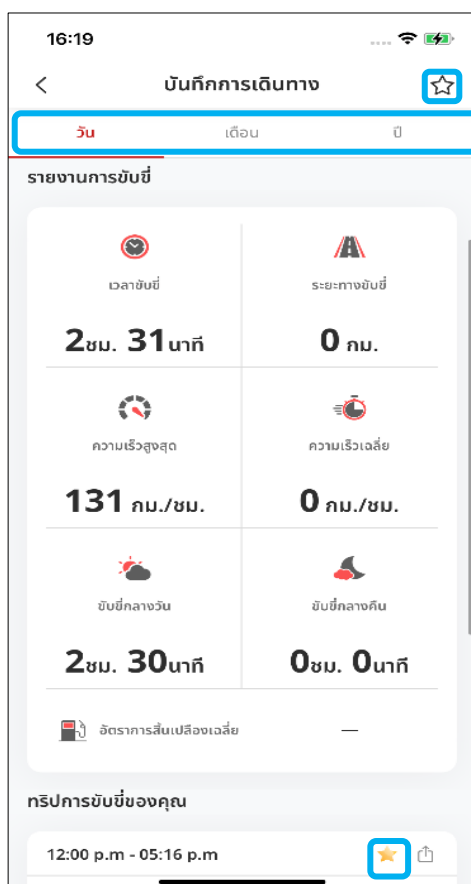 16:19
บันทึกการเดินทาง
วัน เดือน ปี
รายงานการขับขี่
เวลาขับขี่ ระยะทางขับขี่
2ชม. 31นาที 0 กม.
ความเร็วสูงสุด ความเร็วเฉลี่ย
131 กม./ชม. 0 กม./ชม.
ขับขี่กลางวัน ขับขี่กลางคืน
2ชม. 30นาที 0ชม. 0นาที
อัตราการสิ้นเปลืองเฉลี่ย —
ทริปการขับขี่ของคุณ
12:00 p.m - 05:16 p.m